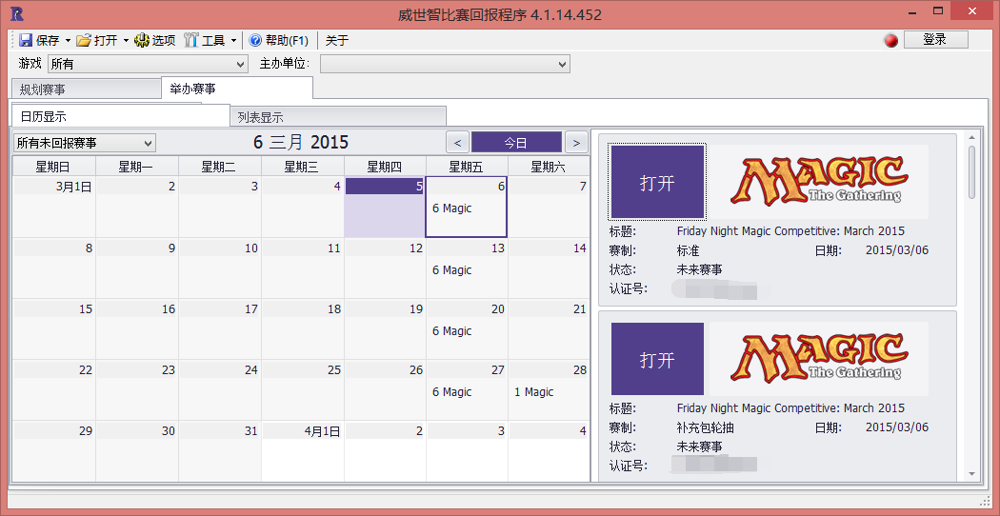 威世智比赛回报程序 4.1.14.452
保存 打开 选项 工具 帮助(F1) 关于 登录
游戏 所有 主办单位:
规划赛事 举办赛事
日历显示 列表显示
所有未回报赛事 6 三月 2015 < 今日 >
星期日 星期一 星期二 星期三 星期四 星期五 星期六
3月1日 2 3 4 5 6 7
6 Magic
8 9 10 11 12 13 14
6 Magic
15 16 17 18 19 20 21
6 Magic
22 23 24 25 26 27 28
6 Magic 1 Magic
29 30 31 4月1日 2 3 4
打开 MAGIC
The Gathering
标题: Friday Night Magic Competitive: March 2015
赛制: 标准 日期: 2015/03/06
状态: 未来赛事
认证号:
打开 MAGIC
The Gathering
标题: Friday Night Magic Competitive: March 2015
赛制: 补充包轮抽 日期: 2015/03/06
状态: 未来赛事
认证号: